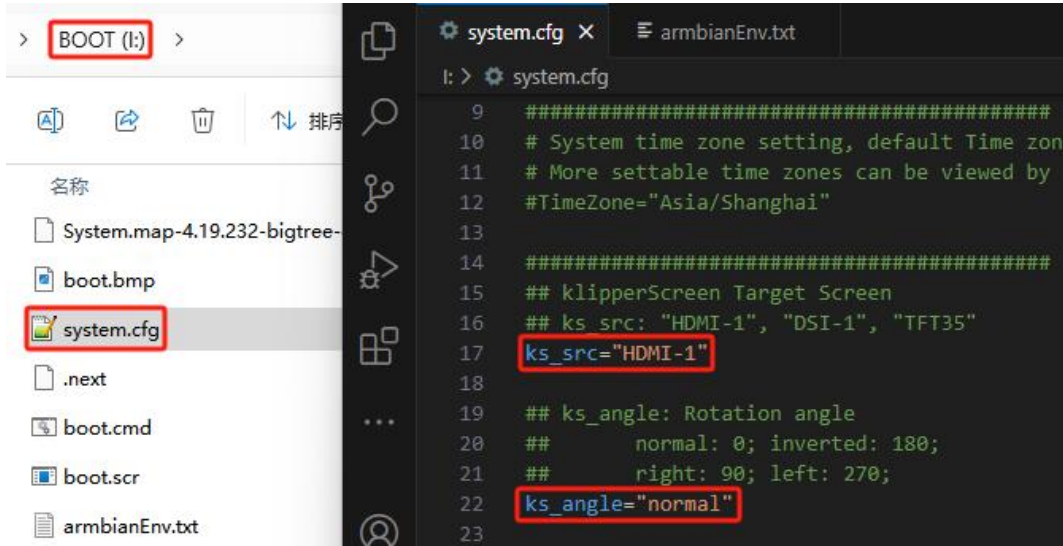 BOOT (I:)
排序
名称
System.map-4.19.232-bigtree-
boot.bmp
system.cfg
.next
boot.cmd
boot.scr
armbianEnv.txt
system.cfg
armbianEnv.txt
I: > system.cfg
9 ###########################################
10 # System time zone setting, default Time zon
11 # More settable time zones can be viewed by
12 #TimeZone="Asia/Shanghai"
13
14 ###########################################
15 ## klipperScreen Target Screen
16 ## ks_src: "HDMI-1", "DSI-1", "TFT35"
17 ks_src="HDMI-1"
18
19 ## ks_angle: Rotation angle
20 ## normal: 0; inverted: 180;
21 ## right: 90; left: 270;
22 ks_angle="normal"
23